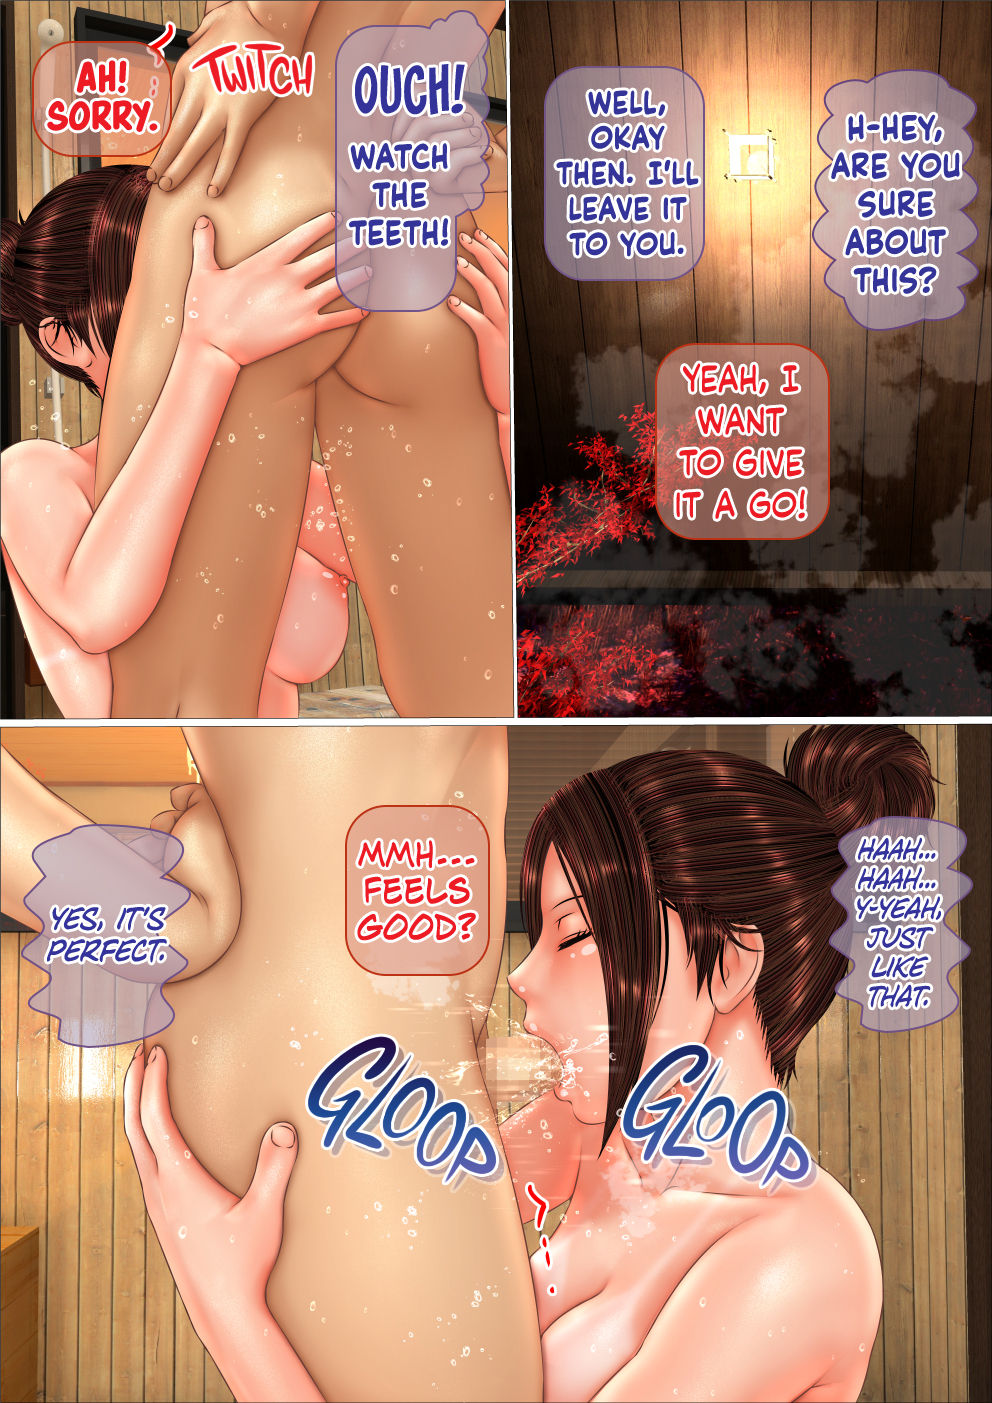 H-HEY,
ARE YOU
SURE
ABOUT
THIS?
YEAH, I
WANT
TO GIVE
IT A GO!
WELL,
OKAY
THEN. I'LL
LEAVE IT
TO YOU.
OUCH!
WATCH
THE
TEETH!
TWITCH
AH!
SORRY.
HAAH...
HAAH...
Y-YEAH,
JUST
LIKE
THAT.
MMH---
FEELS
GOOD?
YES, IT'S
PERFECT.
GLOOP
GLOOP